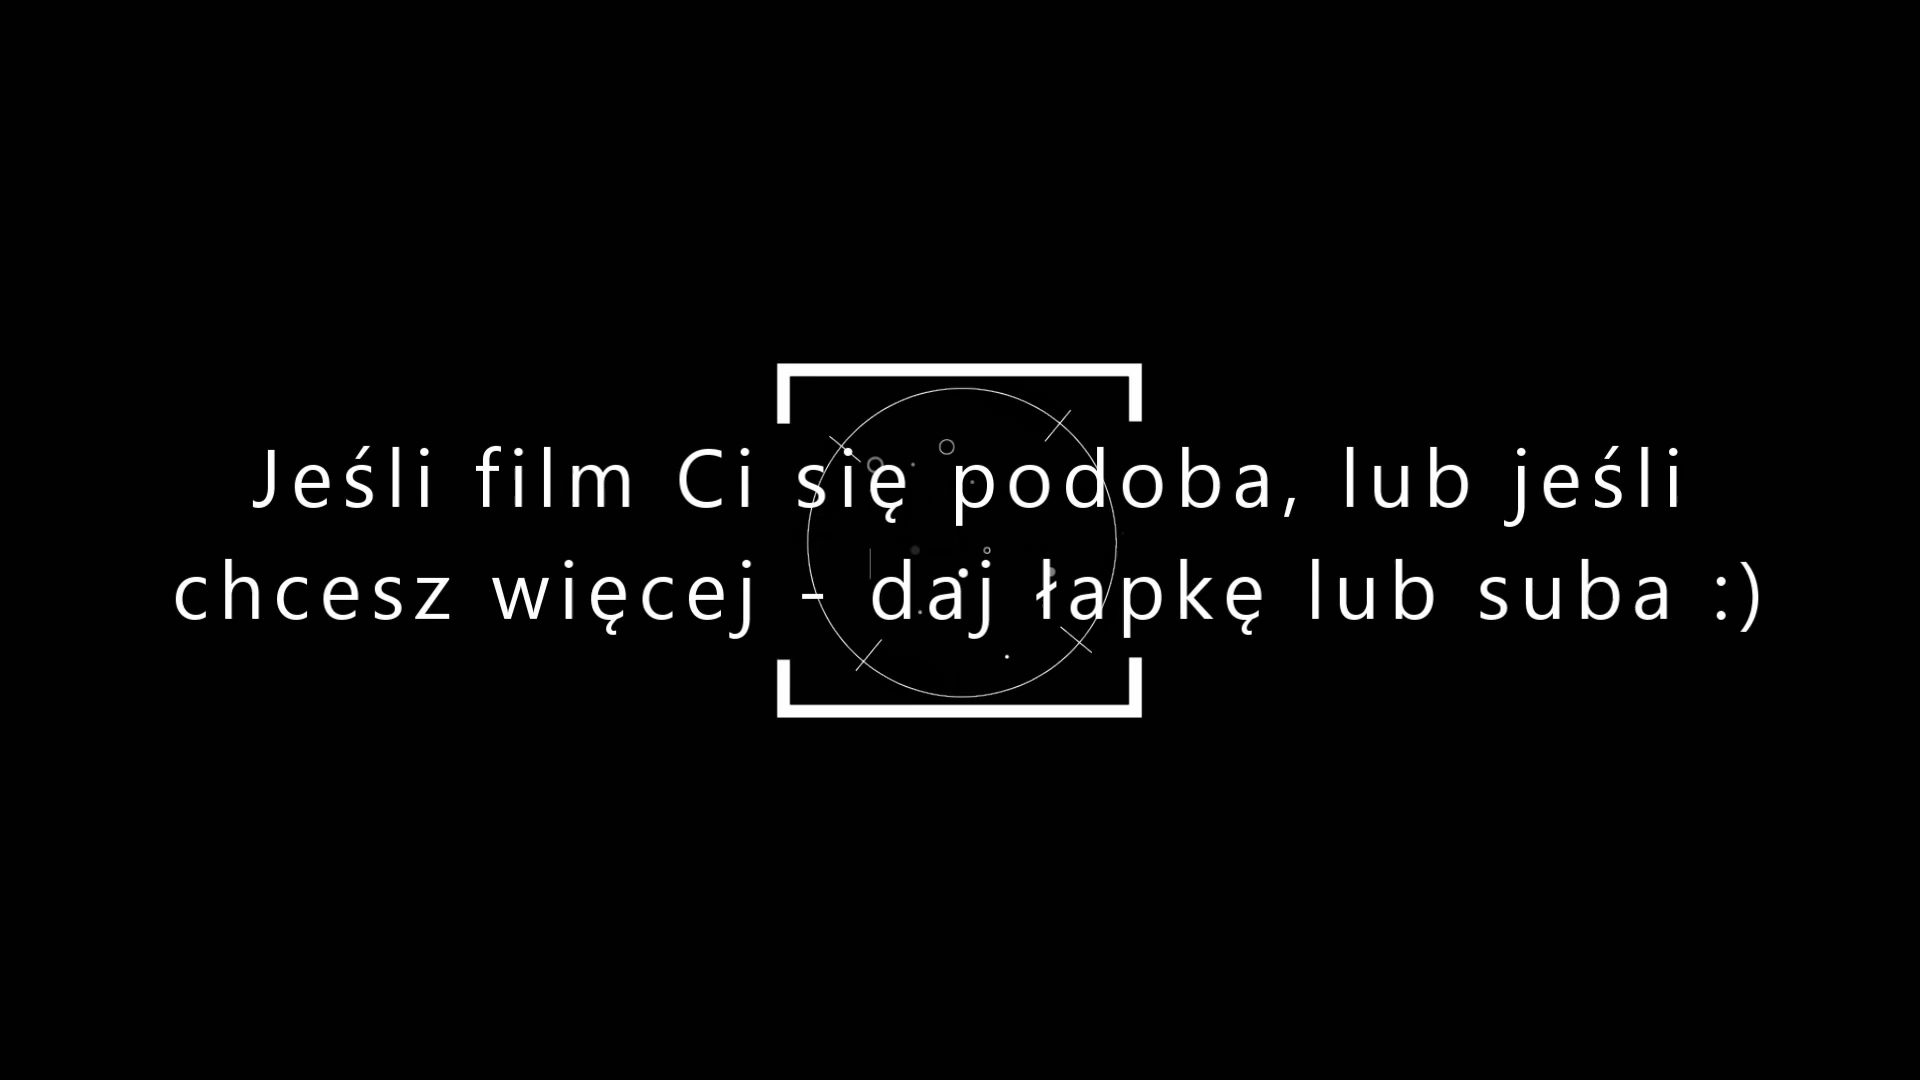 Jeśli film Ci się podoba, lub jeśli
chcesz więcej - daj łapkę lub suba :)